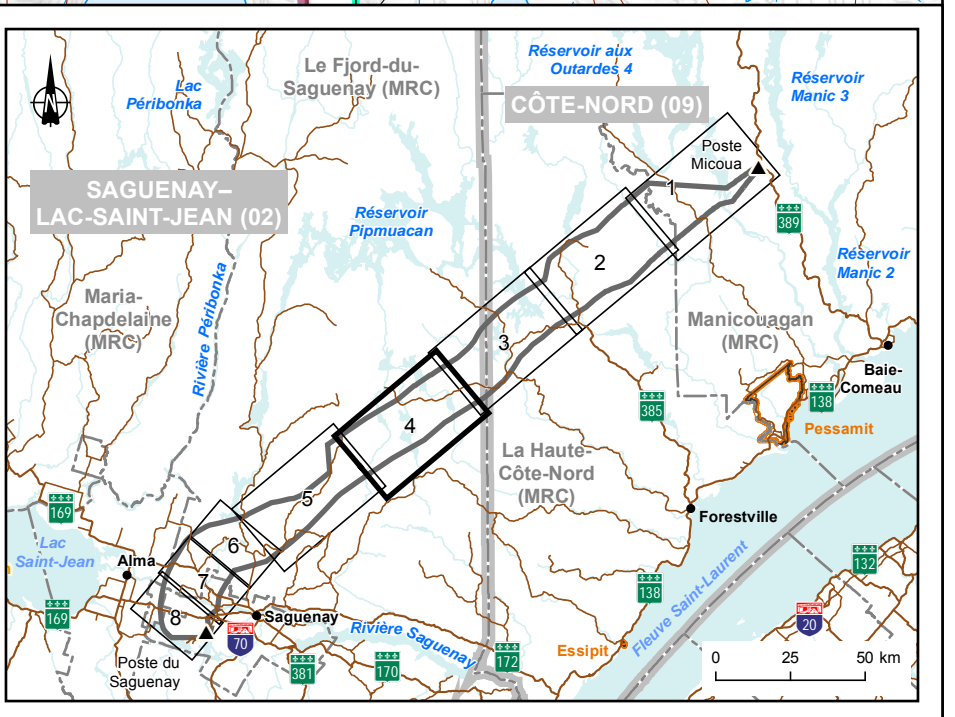 Réservoir aux
Outardes 4
Le Fjord-du-
Saguenay (MRC)
Lac
Péribonka
Réservoir
Manic 3
CÔTE-NORD (09)
Poste
Micoua
1
SAGUENAY–
LAC-SAINT-JEAN (02)
Réservoir
Pipmuacan
389
2
Réservoir
Manic 2
Rivière Péribonka
Maria-
Chapdelaine
(MRC)
Manicouagan
(MRC)
3
Baie-
Comeau
138
385
4
Pessamit
La Haute-
Côte-Nord
(MRC)
5
169
Forestville
Lac
Saint-Jean
6
Alma
7
Fleuve Saint-Laurent
132
138
8
169
Saguenay
20
70
Rivière Saguenay
Essipit
172
Poste du
Saguenay
381
170
0 25 50 km